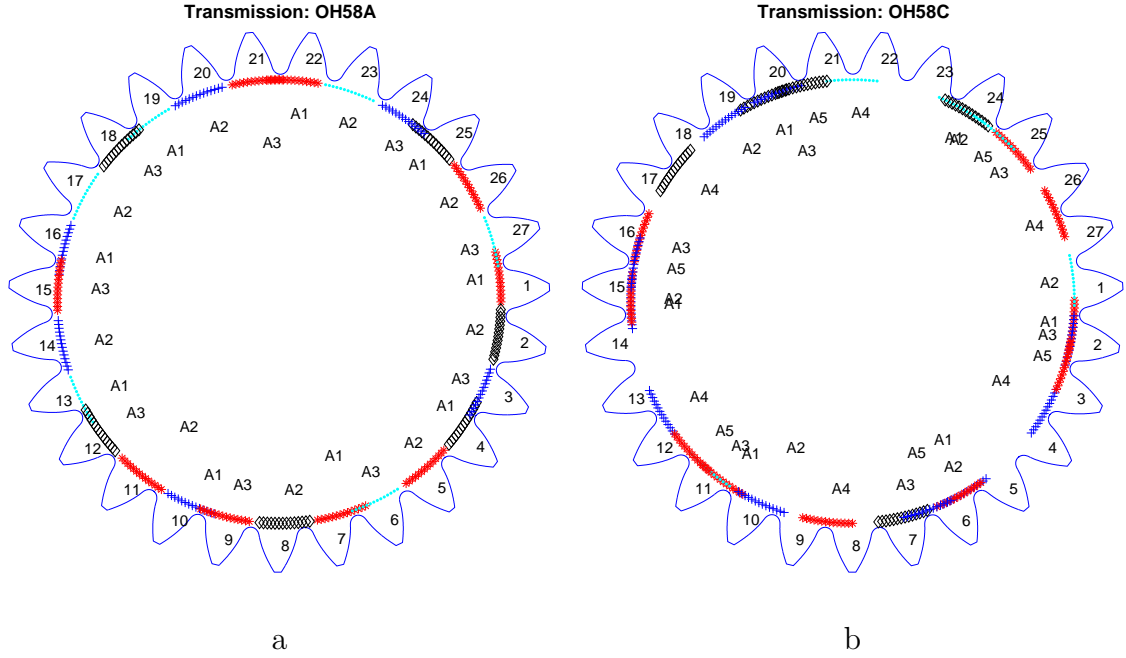 Transmission: OH58A
21 22
20 23
19 24
A1
A2 A2
18 A3 A3 25
A1
A1
A3
17 26
A2
A2
16 27
A3
A1
A1
15 A3 1
A2
14 A2 2
A3
A1
13 A3 A1 3
A2
12 A2 4
A1
A1 A3
11 A2 5
A3
10 6
9 7
8
a
Transmission: OH58C
21 22
20 23
19 24
A4
A5
A1 A1
18 A2 A3 A2 25
A5
A3
17 A4 26
A4
16 27
A3
A5
A2
15 A2 1
A1
A1
A3
14 2
A5
A4
13 A4 3
A5 A1
12 A3 A2 A5 4
A1
A2
11 A4 A3 5
10 6
9 7
8
b